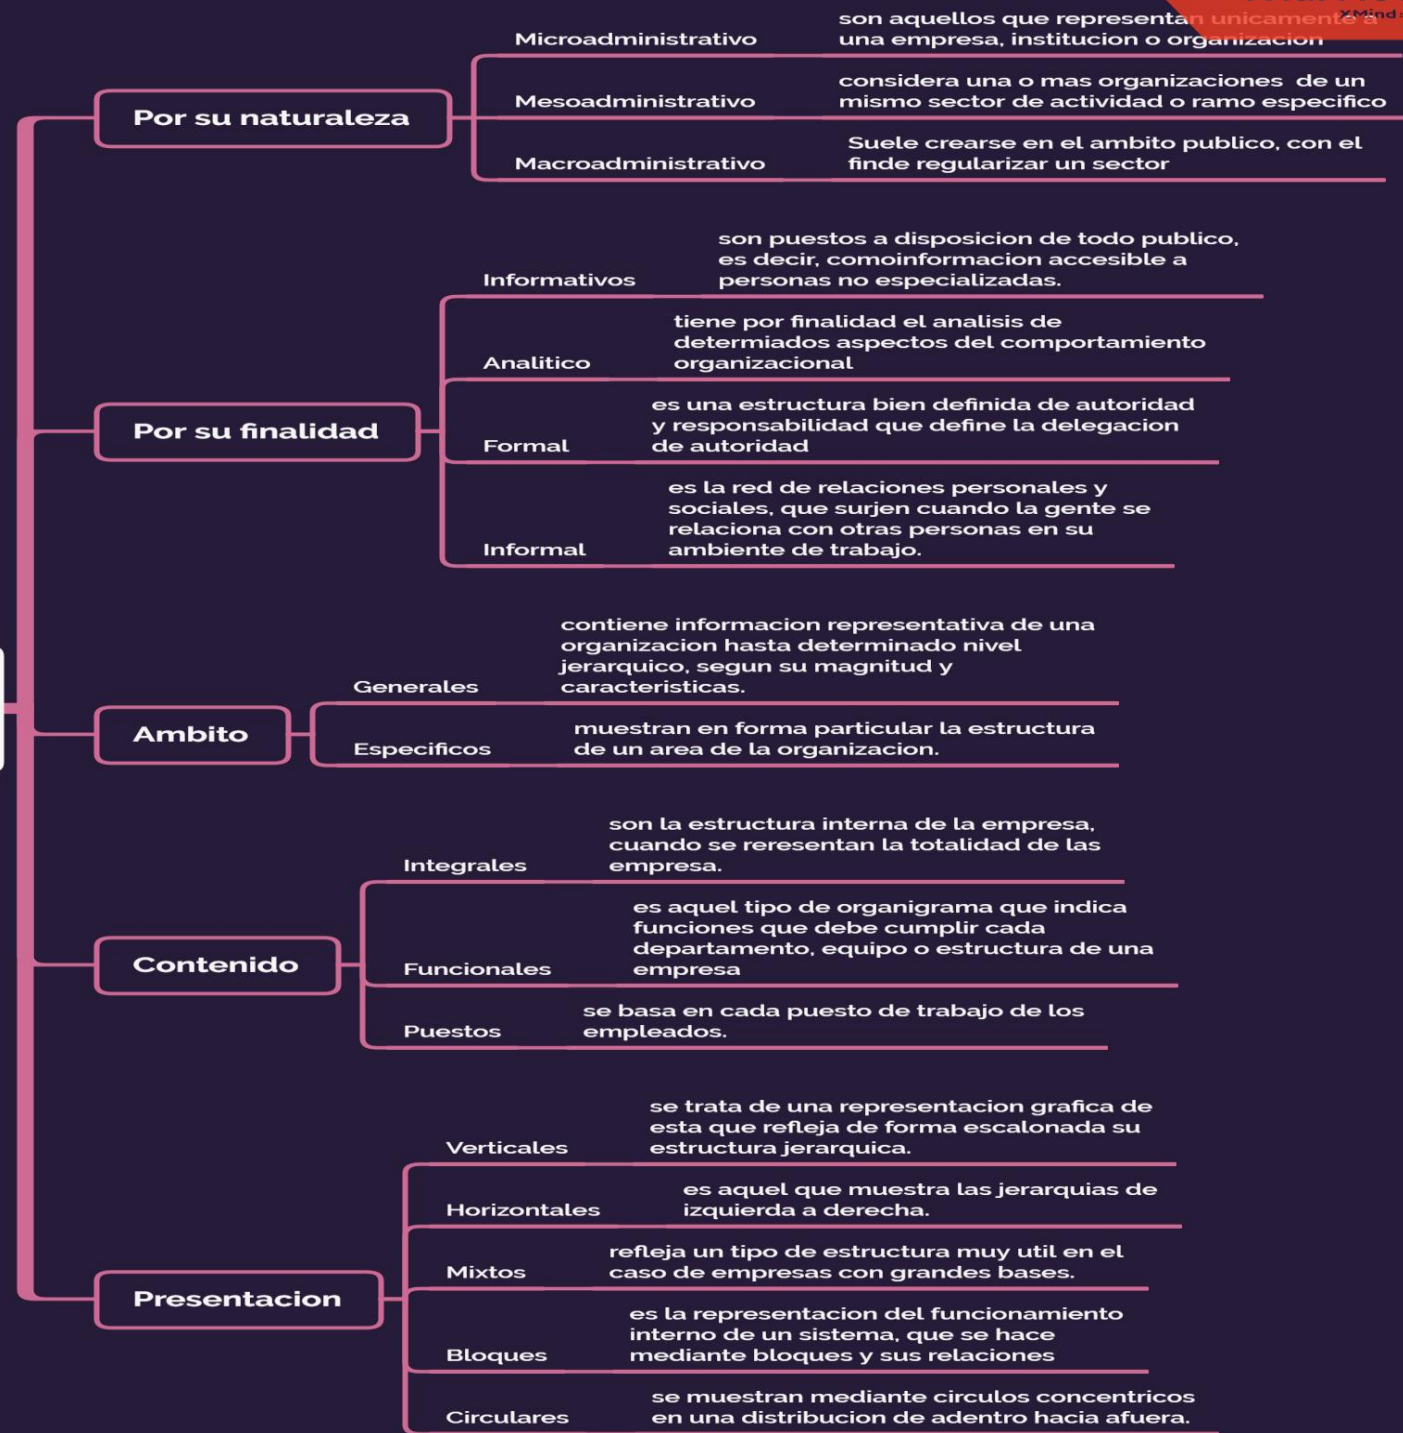 XMind:
Por su naturaleza
Microadministrativo
son aquellos que representan unicamente a
una empresa, institucion o organizacion
Mesoadministrativo
considera una o mas organizaciones de un
mismo sector de actividad o ramo especifico
Macroadministrativo
Suele crearse en el ambito publico, con el
finde regularizar un sector
Por su finalidad
Informativos
son puestos a disposicion de todo publico,
es decir, comoinformacion accesible a
personas no especializadas.
Analitico
tiene por finalidad el analisis de
determiados aspectos del comportamiento
organizacional
Formal
es una estructura bien definida de autoridad
y responsabilidad que define la delegacion
de autoridad
Informal
es la red de relaciones personales y
sociales, que surjen cuando la gente se
relaciona con otras personas en su
ambiente de trabajo.
Ambito
Generales
contiene informacion representativa de una
organizacion hasta determinado nivel
jerarquico, segun su magnitud y
caracteristicas.
Especificos
muestran en forma particular la estructura
de un area de la organizacion.
Contenido
Integrales
son la estructura interna de la empresa,
cuando se reresentan la totalidad de las
empresa.
Funcionales
es aquel tipo de organigrama que indica
funciones que debe cumplir cada
departamento, equipo o estructura de una
empresa
Puestos
se basa en cada puesto de trabajo de los
empleados.
Presentacion
Verticales
se trata de una representacion grafica de
esta que refleja de forma escalonada su
estructura jerarquica.
Horizontales
es aquel que muestra las jerarquias de
izquierda a derecha.
Mixtos
refleja un tipo de estructura muy util en el
caso de empresas con grandes bases.
Bloques
es la representacion del funcionamiento
interno de un sistema, que se hace
mediante bloques y sus relaciones
Circulares
se muestran mediante circulos concentricos
en una distribucion de adentro hacia afuera.